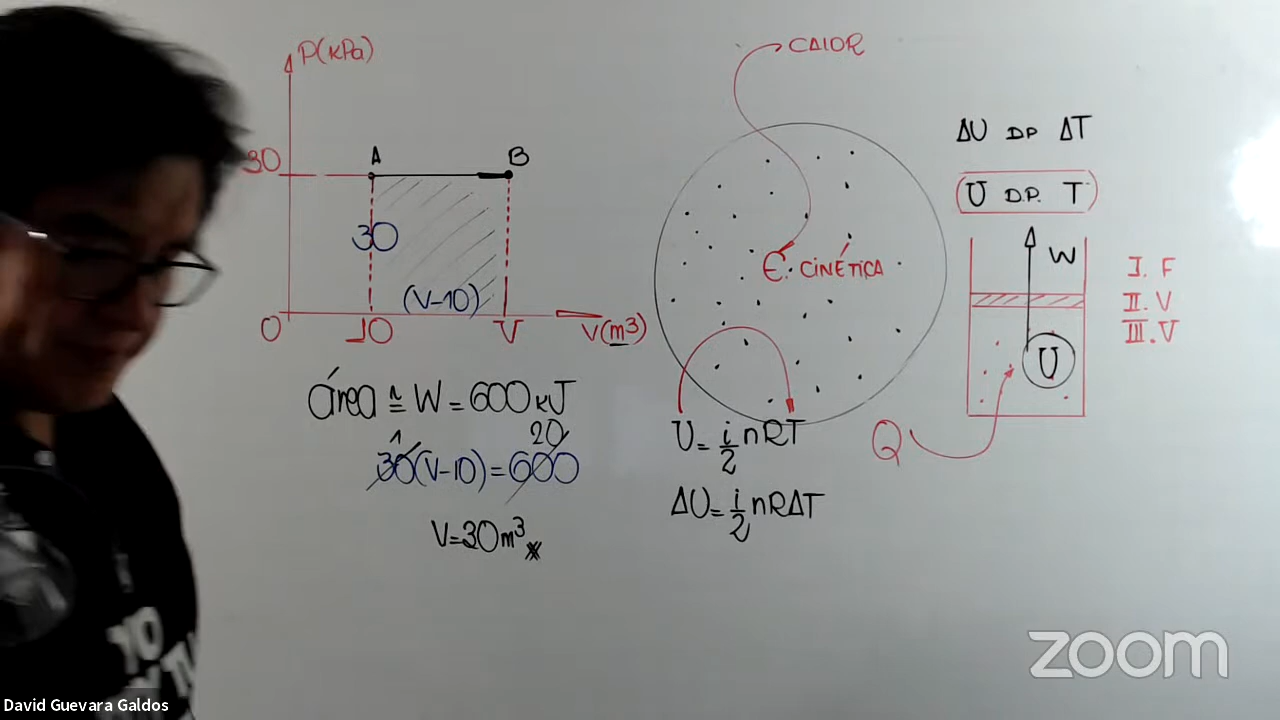 P(kPa)
30
A
B
30
(V-10)
0
10
V
V(m³)
área ≅ W = 600 kJ
1
20
30(V-10) = 600
V = 30m³
CALOR
E. CINÉTICA
U = i/2 nRT
ΔU = i/2 nRΔT
ΔU DP ΔT
U D.P. T
W
U
Q
I. F
II. V
III. V
zoom
David Guevara Galdos